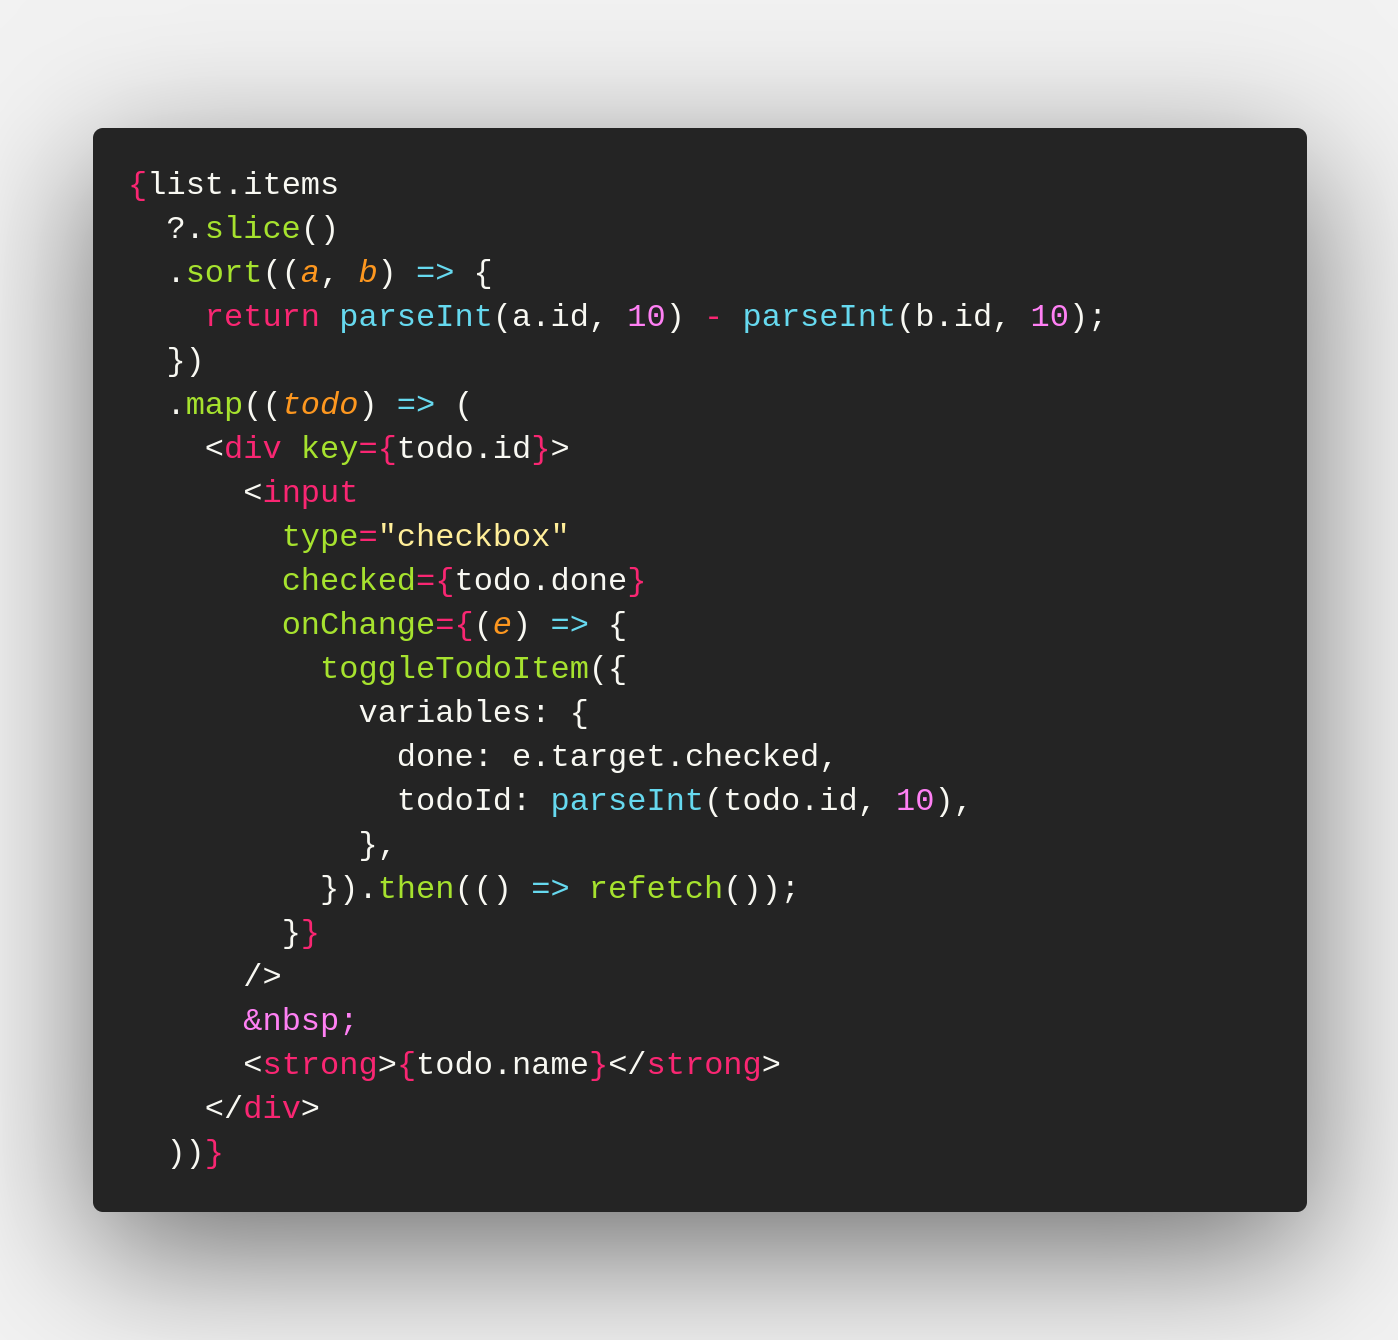 {list.items
  ?.slice()
  .sort((a, b) => {
    return parseInt(a.id, 10) - parseInt(b.id, 10);
  })
  .map((todo) => (
    <div key={todo.id}>
      <input
        type="checkbox"
        checked={todo.done}
        onChange={(e) => {
          toggleTodoItem({
            variables: {
              done: e.target.checked,
              todoId: parseInt(todo.id, 10),
            },
          }).then(() => refetch());
        }}
      />
      &nbsp;
      <strong>{todo.name}</strong>
    </div>
  ))}